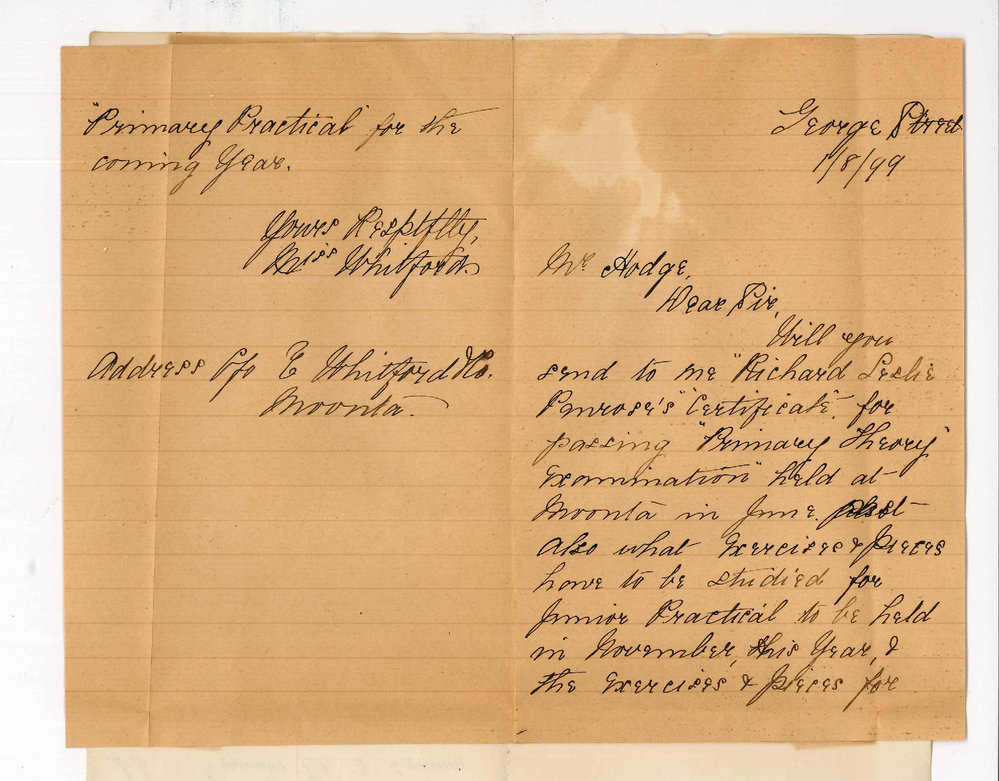 George Street
1/8/99
Mr Hodge,
Dear Sir,
Will you
send to me "Richard Leslie
Penrose's" "Certificate" for
passing "Primary Theory"
Examination" held at
Moonta in June past
Also what Exercises & Pieces
have to be studied for
Junior Practical to be held
in November, this Year, &
the Exercises & Pieces for
"Primary Practical" for the
coming Year.
Yours Resptflly,
Miss Whitford.
Address C/o E Whitford
Moonta.